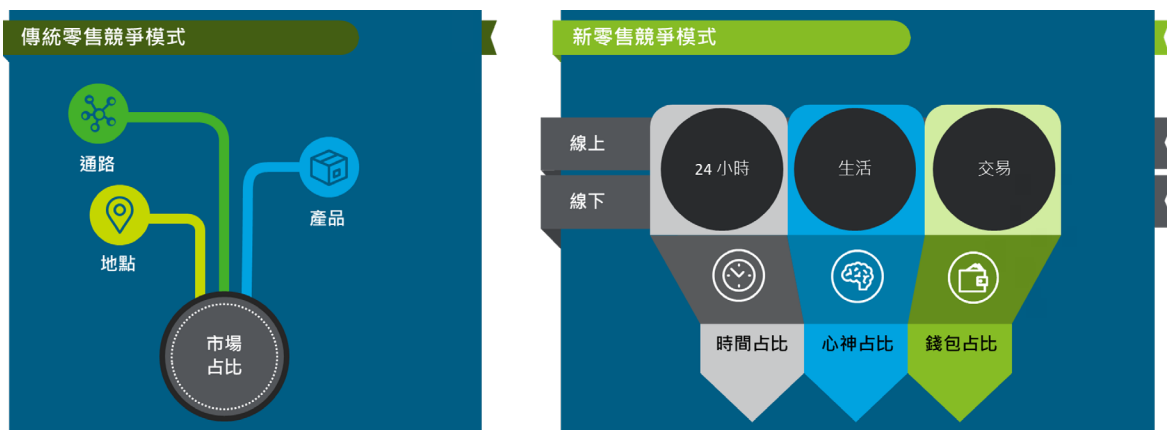 傳統零售競爭模式
通路
地點
產品
市場
占比
新零售競爭模式
線上
線下
24 小時
生活
交易
時間占比
心神占比
錢包占比